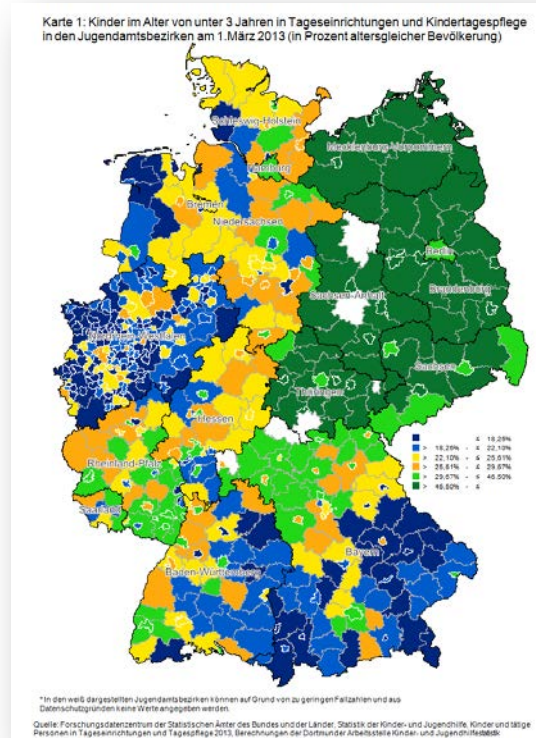 Karte 1: Kinder im Alter von unter 3 Jahren in Tageseinrichtungen und Kindertagespflege
in den Jugendamtsbezirken am 1.März 2013 (in Prozent altersgleicher Bevölkerung)
Schleswig-Holstein
Mecklenburg-Vorpommern
Hamburg
Bremen
Niedersachsen
Berlin
Sachsen-Anhalt
Brandenburg
Nordrhein-Westfalen
Sachsen
Thüringen
Hessen
Rheinland-Pfalz
Saarland
Bayern
Baden-Württemberg
≤ 18,25%
> 18,25% - ≤ 22,10%
> 22,10% - ≤ 25,61%
> 25,61% - ≤ 29,67%
> 29,67% - ≤ 46,50%
> 46,50% - ≤
* In den weiß dargestellten Jugendamtsbezirken können auf Grund von zu geringen Fallzahlen und aus
Datenschutzgründen keine Werte angegeben werden.
Quelle: Forschungsdatenzentrum der Statistischen Ämter des Bundes und der Länder, Statistik der Kinder- und Jugendhilfe, Kinder und tätige
Personen in Tageseinrichtungen und Tagespflege 2013, Berechnungen der Dortmunder Arbeitsstelle Kinder- und Jugendhilfestatistik